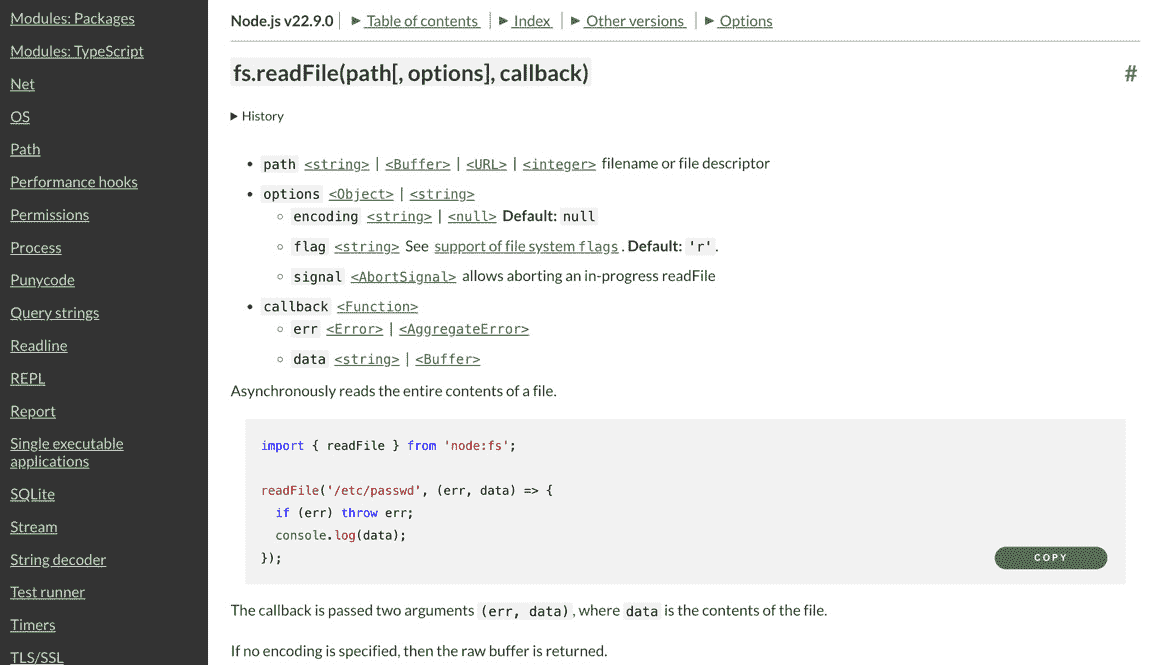 Modules: Packages
Modules: TypeScript
Net
OS
Path
Performance hooks
Permissions
Process
Punycode
Query strings
Readline
REPL
Report
Single executable
applications
SQLite
Stream
String decoder
Test runner
Timers
TLS/SSL
Node.js v22.9.0 ► Table of contents ► Index ► Other versions ► Options
fs.readFile(path[, options], callback) #
► History
• path <string> | <Buffer> | <URL> | <integer> filename or file descriptor
• options <Object> | <string>
◦ encoding <string> | <null> Default: null
◦ flag <string> See support of file system flags. Default: 'r'.
◦ signal <AbortSignal> allows aborting an in-progress readFile
• callback <Function>
◦ err <Error> | <AggregateError>
◦ data <string> | <Buffer>
Asynchronously reads the entire contents of a file.
import { readFile } from 'node:fs';
readFile('/etc/passwd', (err, data) => {
  if (err) throw err;
  console.log(data);
});
COPY
The callback is passed two arguments (err, data), where data is the contents of the file.
If no encoding is specified, then the raw buffer is returned.